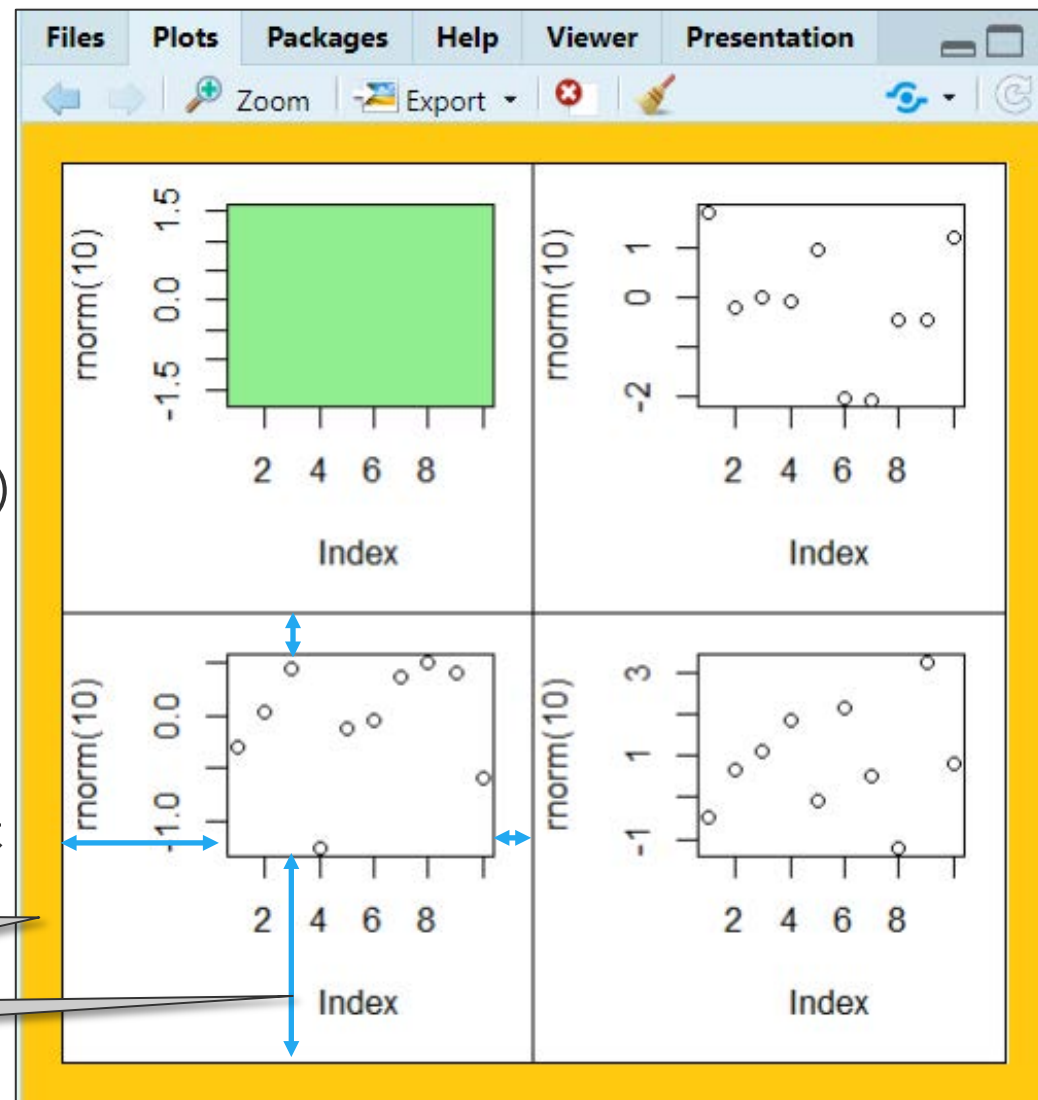 Files Plots Packages Help Viewer Presentation
Zoom Export
rnorm(10)
1.5
0.0
-1.5
2 4 6 8
Index
rnorm(10)
1
0
-2
2 4 6 8
Index
)
rnorm(10)
0.0
-1.0
2 4 6 8
Index
rnorm(10)
3
1
-1
2 4 6 8
Index